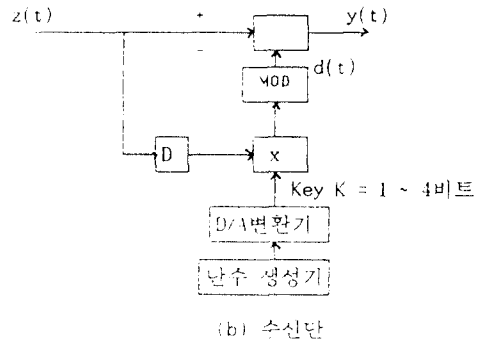 z(t)
+
y(t)
-
MOD
d(t)
D
x
Key K = 1 ~ 4비트
D/A변환기
난수 생성기
(b) 수신단